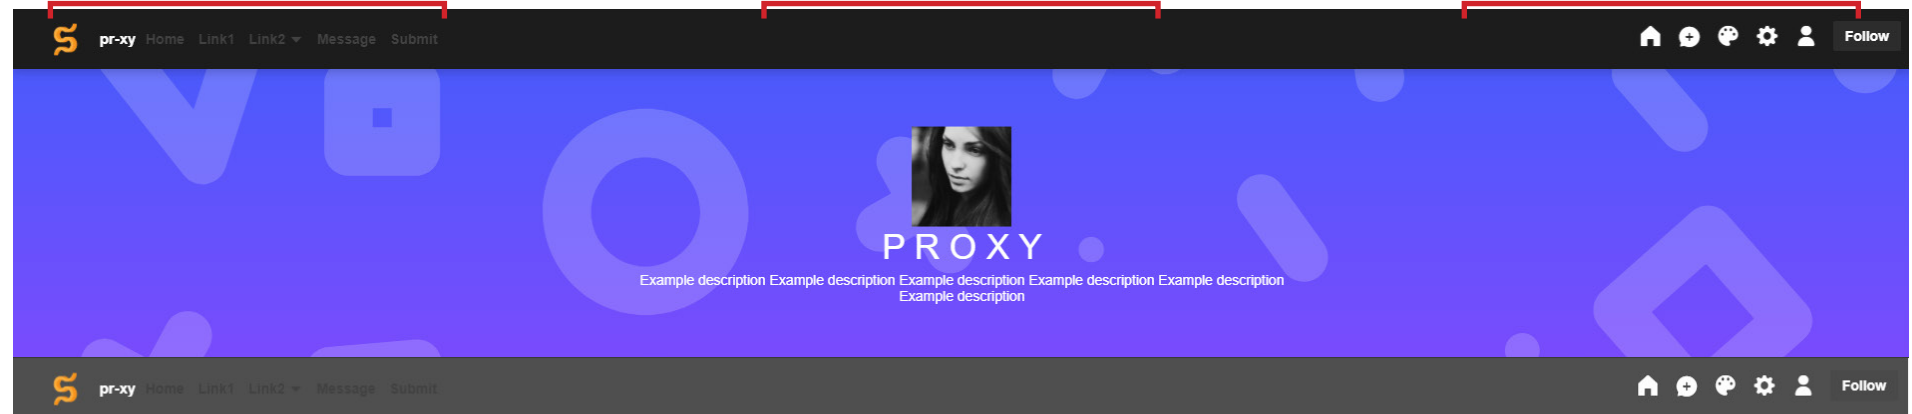 pr-xy Home Link1 Link2 Message Submit Follow
PROXY
Example description Example description Example description Example description Example description
Example description
pr-xy Home Link1 Link2 Message Submit Follow